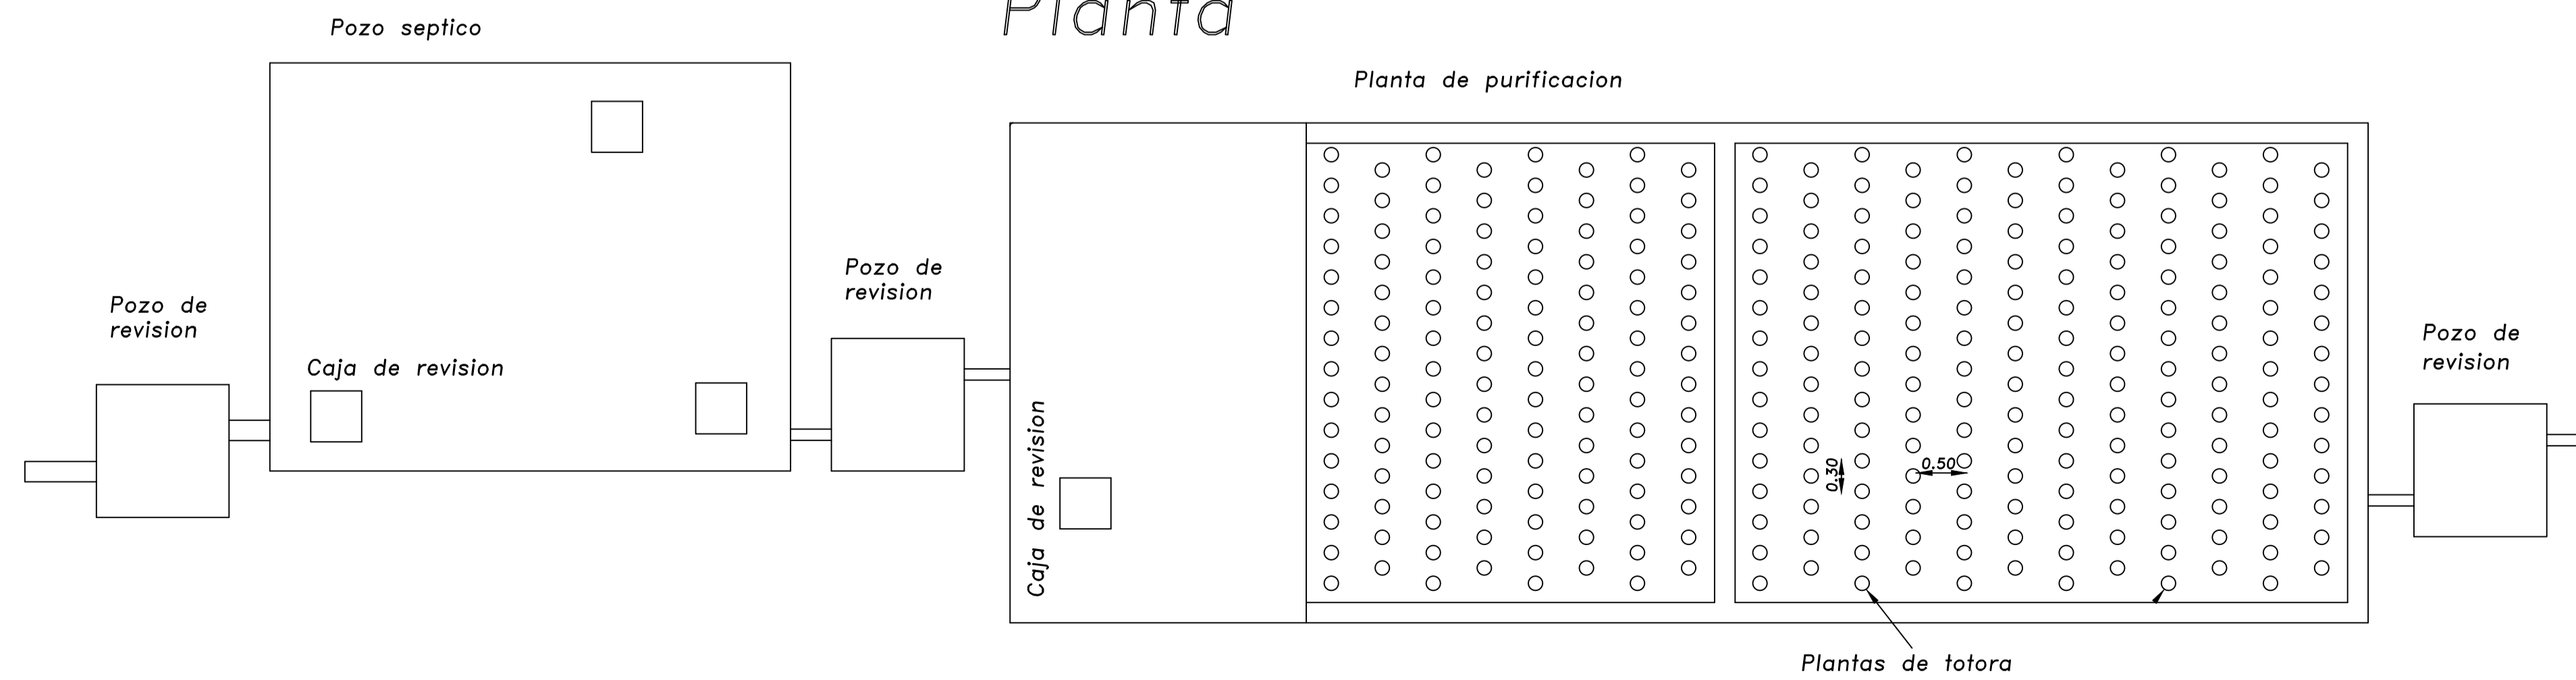 Planta
Pozo septico
Planta de purificacion
Pozo de
revision
Pozo de
revision
Caja de revision
Pozo de
revision
Caja de revision
0.30
0.50
Plantas de totora